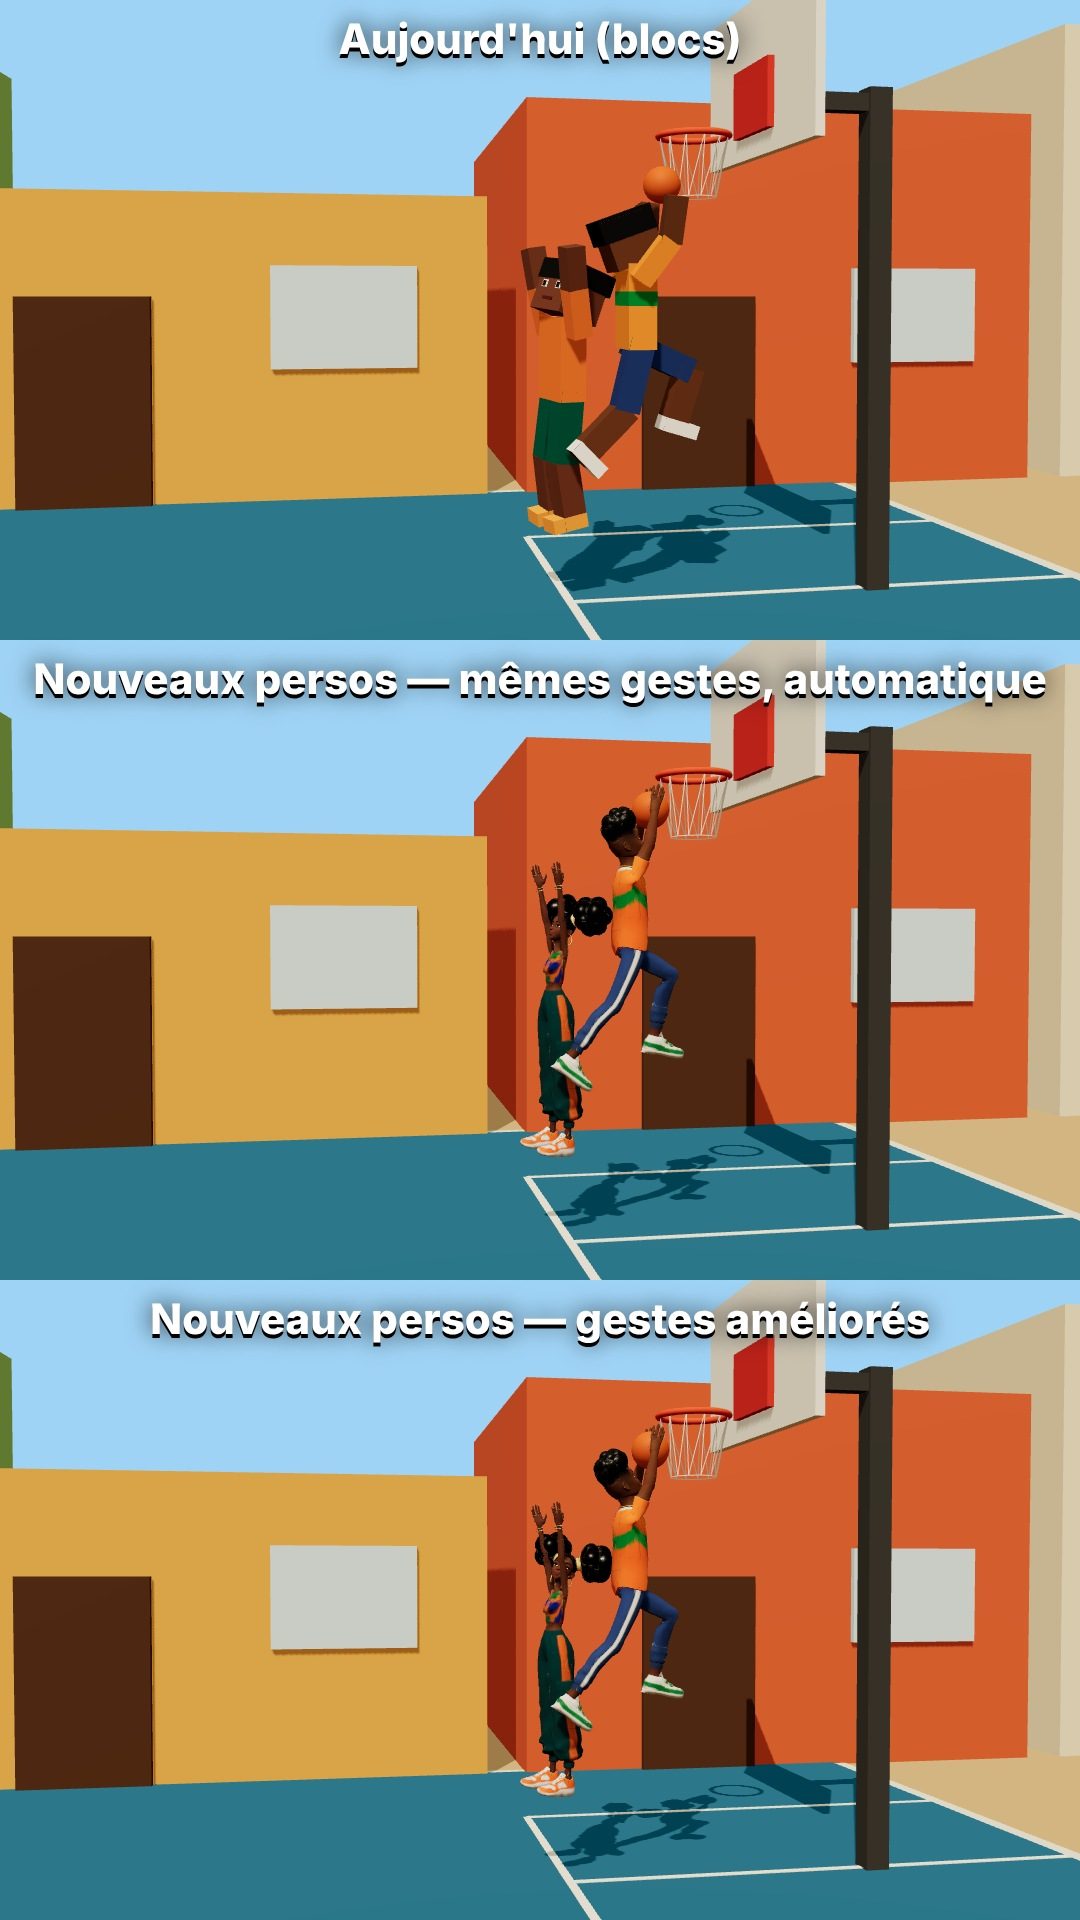 Aujourd'hui (blocs)
Nouveaux persos — mêmes gestes, automatique
Nouveaux persos — gestes améliorés